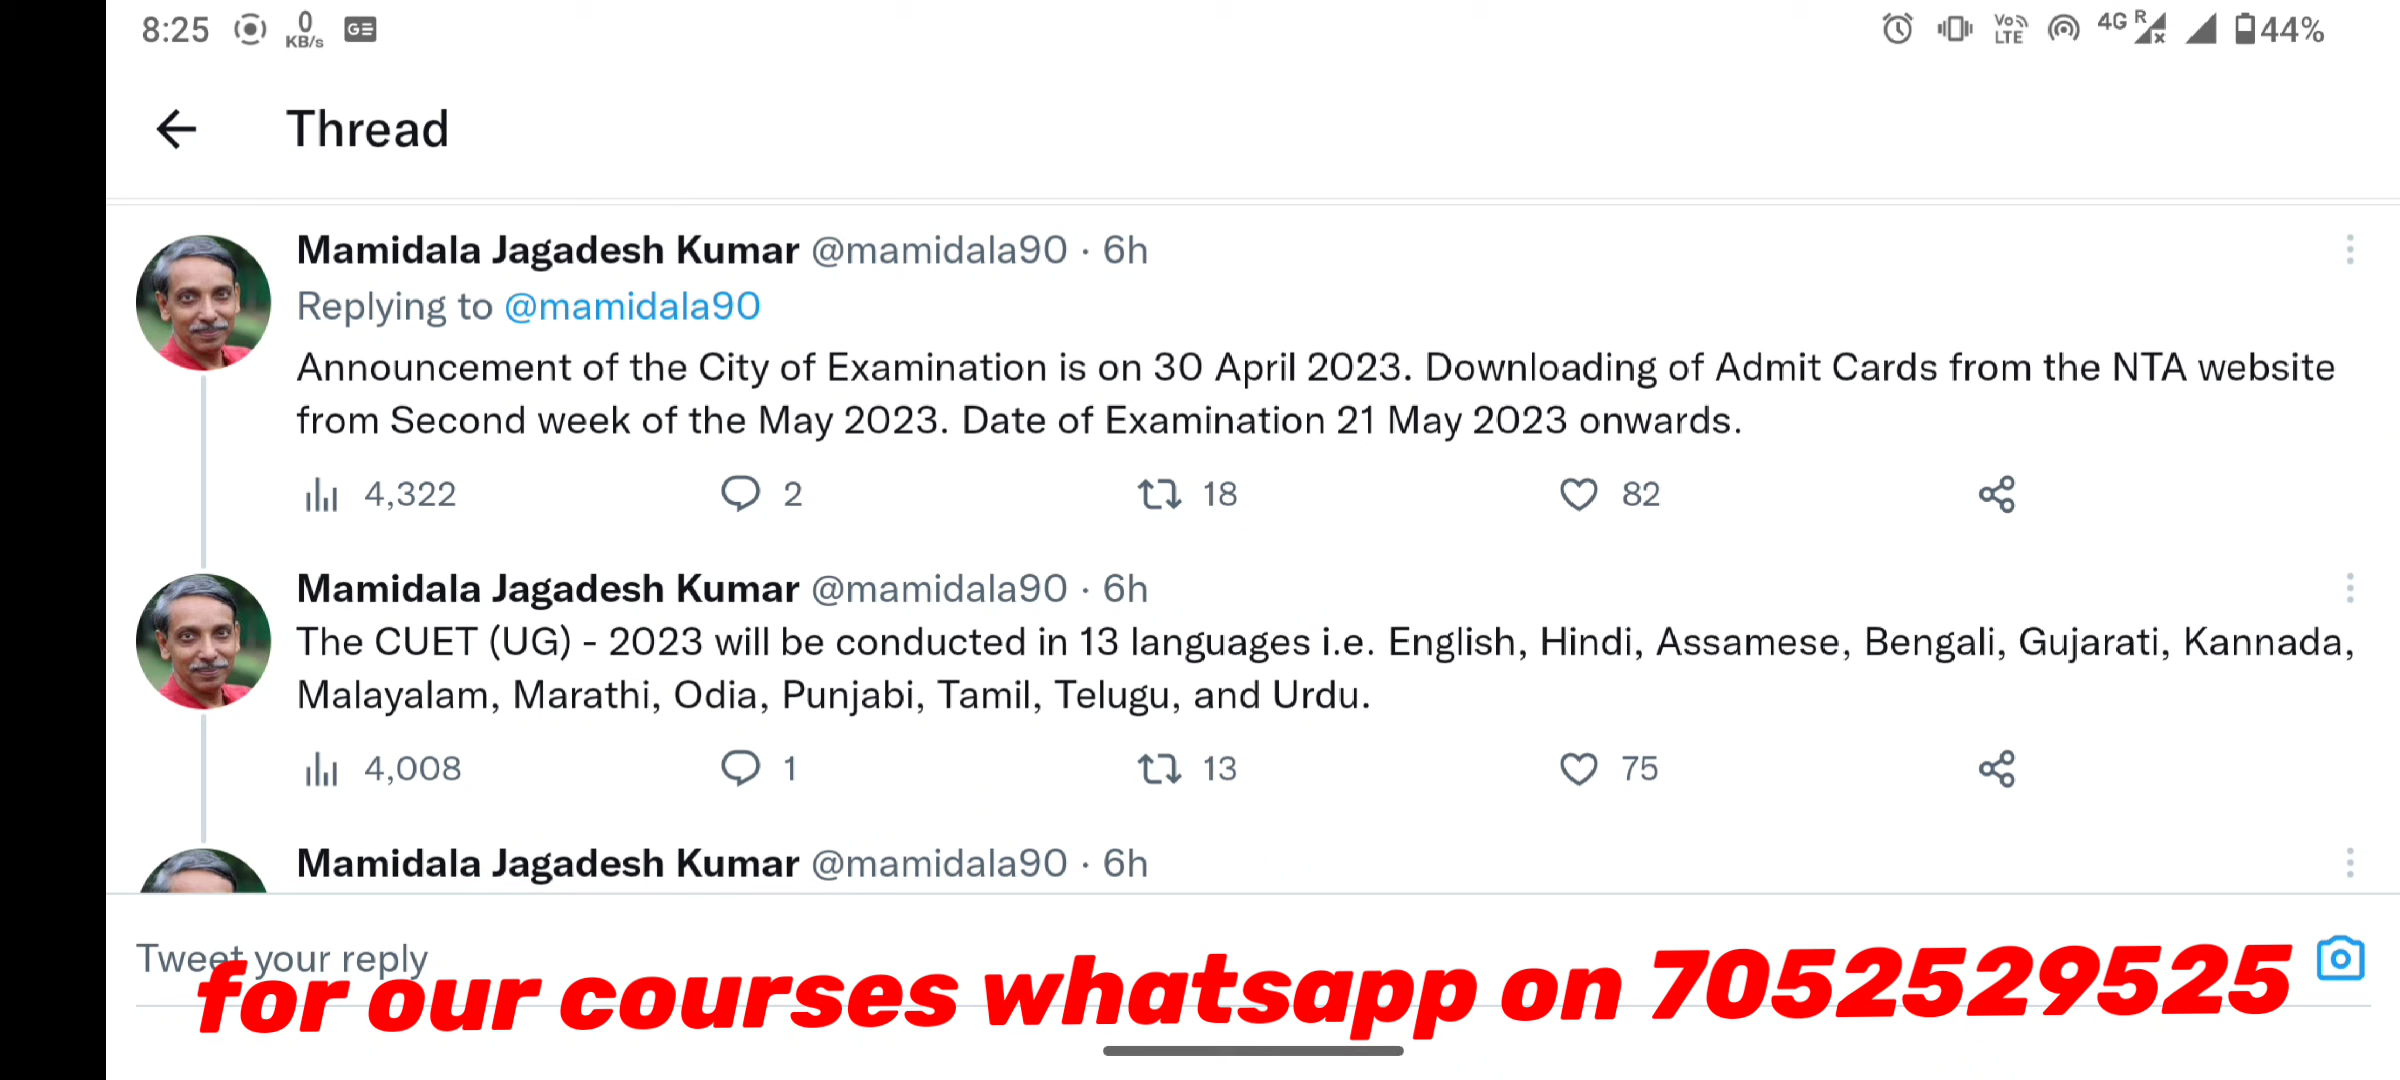 8:25 0 KB/s GE Vo LTE 4G R 44%
Thread
Mamidala Jagadesh Kumar @mamidala90 · 6h
Replying to @mamidala90
Announcement of the City of Examination is on 30 April 2023. Downloading of Admit Cards from the NTA website
from Second week of the May 2023. Date of Examination 21 May 2023 onwards.
4,322 2 18 82
Mamidala Jagadesh Kumar @mamidala90 · 6h
The CUET (UG) - 2023 will be conducted in 13 languages i.e. English, Hindi, Assamese, Bengali, Gujarati, Kannada,
Malayalam, Marathi, Odia, Punjabi, Tamil, Telugu, and Urdu.
4,008 1 13 75
Mamidala Jagadesh Kumar @mamidala90 · 6h
Tweet your reply
for our courses whatsapp on 7052529525